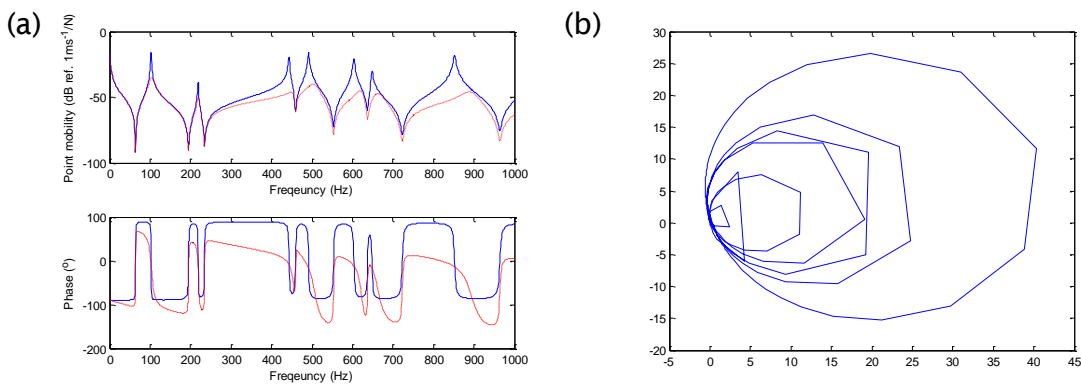 (a)
Point mobility (dB ref. 1ms⁻¹/N)
0
-50
-100
0 100 200 300 400 500 600 700 800 900 1000
Freqeuncy (Hz)
Phase (º)
100
0
-100
-200
0 100 200 300 400 500 600 700 800 900 1000
Freqeuncy (Hz)
(b)
30
25
20
15
10
5
0
-5
-10
-15
-20
-5 0 5 10 15 20 25 30 35 40 45